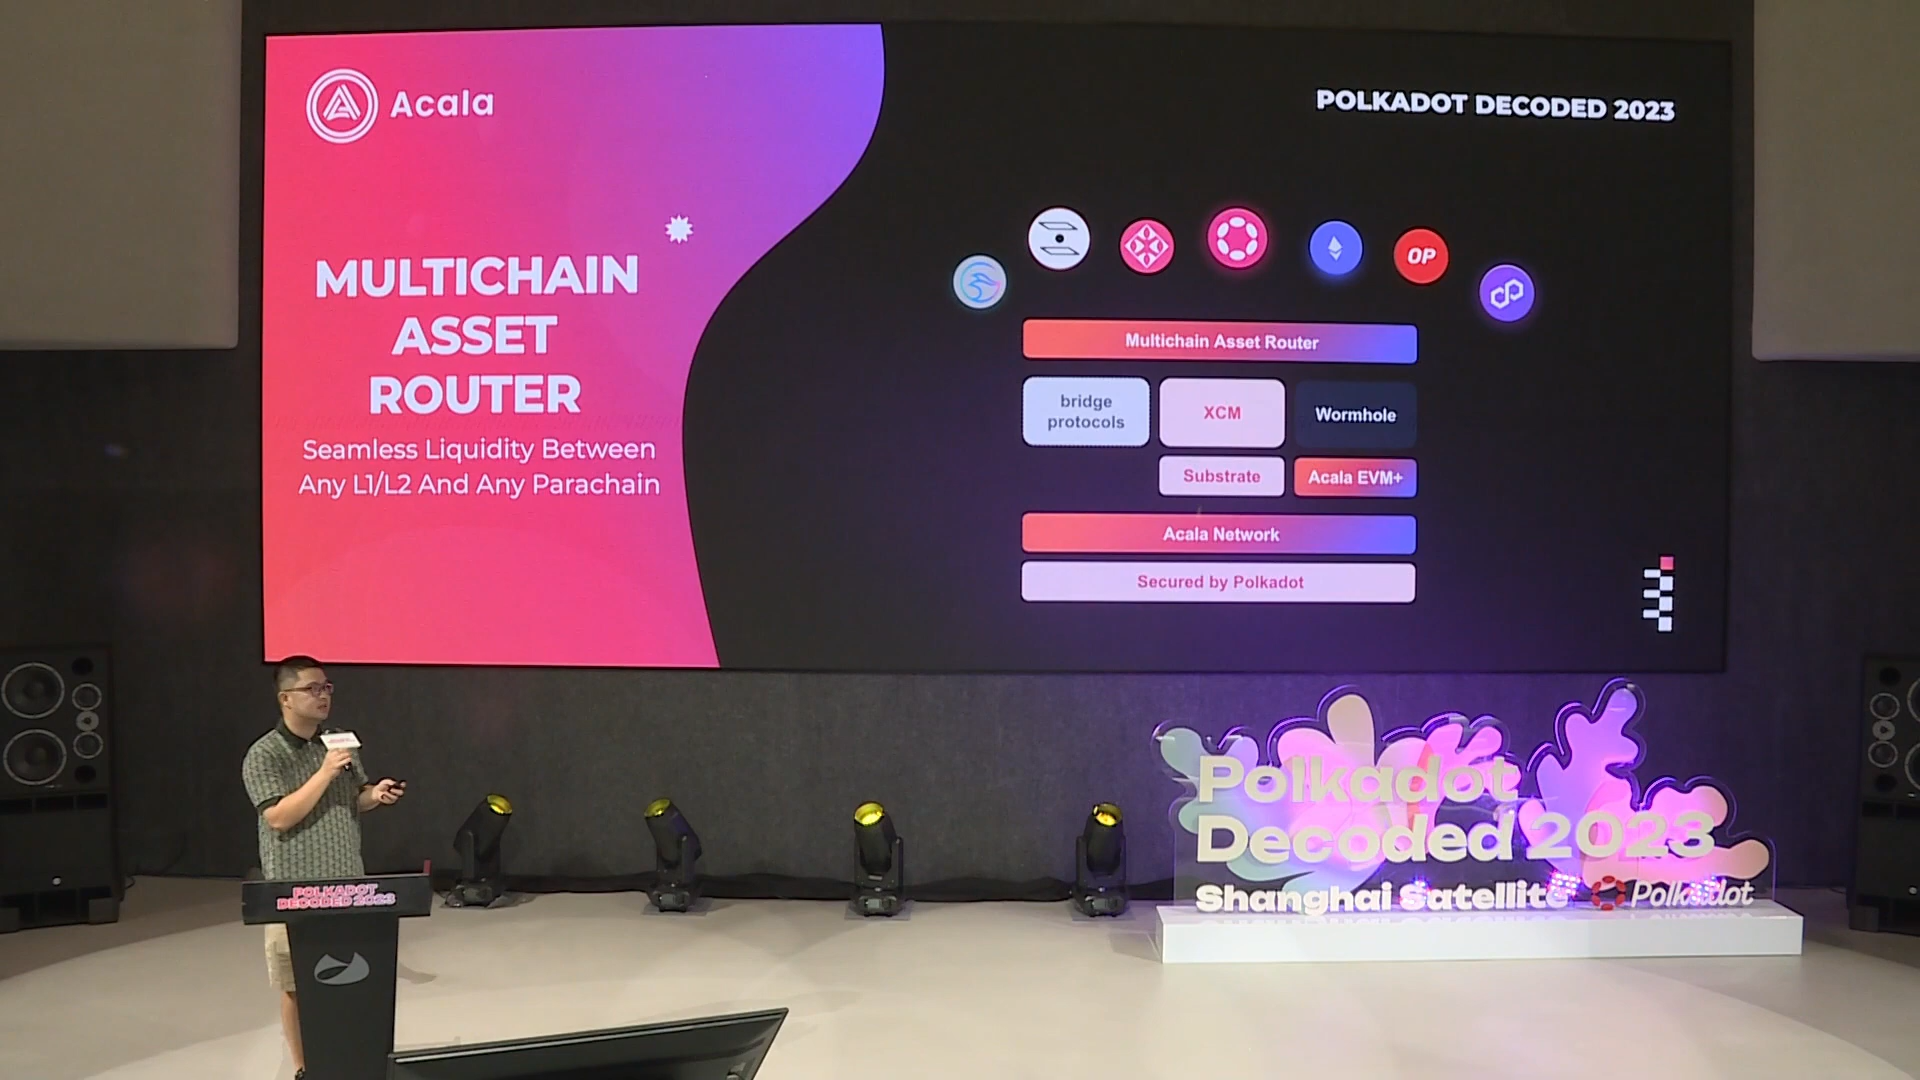 Acala
POLKADOT DECODED 2023
MULTICHAIN
ASSET
ROUTER
Seamless Liquidity Between
Any L1/L2 And Any Parachain
OP
Multichain Asset Router
bridge
protocols
XCM
Wormhole
Substrate
Acala EVM+
Acala Network
Secured by Polkadot
POLKADOT
DECODED 2023
Polkadot
Decoded 2023
Shanghai Satellite
Polkadot